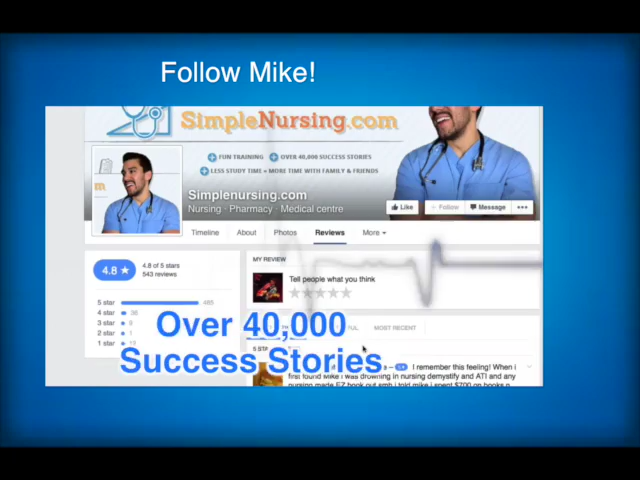 Follow Mike!
SimpleNursing.com
FUN TRAINING OVER 40,000 SUCCESS STORIES
LESS STUDY TIME = MORE TIME WITH FAMILY & FRIENDS
Simplenursing.com
Nursing · Pharmacy · Medical centre
Like Follow Message
Timeline About Photos Reviews More
4.8 ★ 4.8 of 5 stars
543 reviews
MY REVIEW
Tell people what you think
5 star 485
4 star 36
3 star
2 star
1 star 17
MOST RECENT
Over 40,000
Success Stories
I remember this feeling! When i
first found Mike i was drowning in nursing demystify and ATI and any
nursing made EZ book out smh i told mike i spent $700 on books